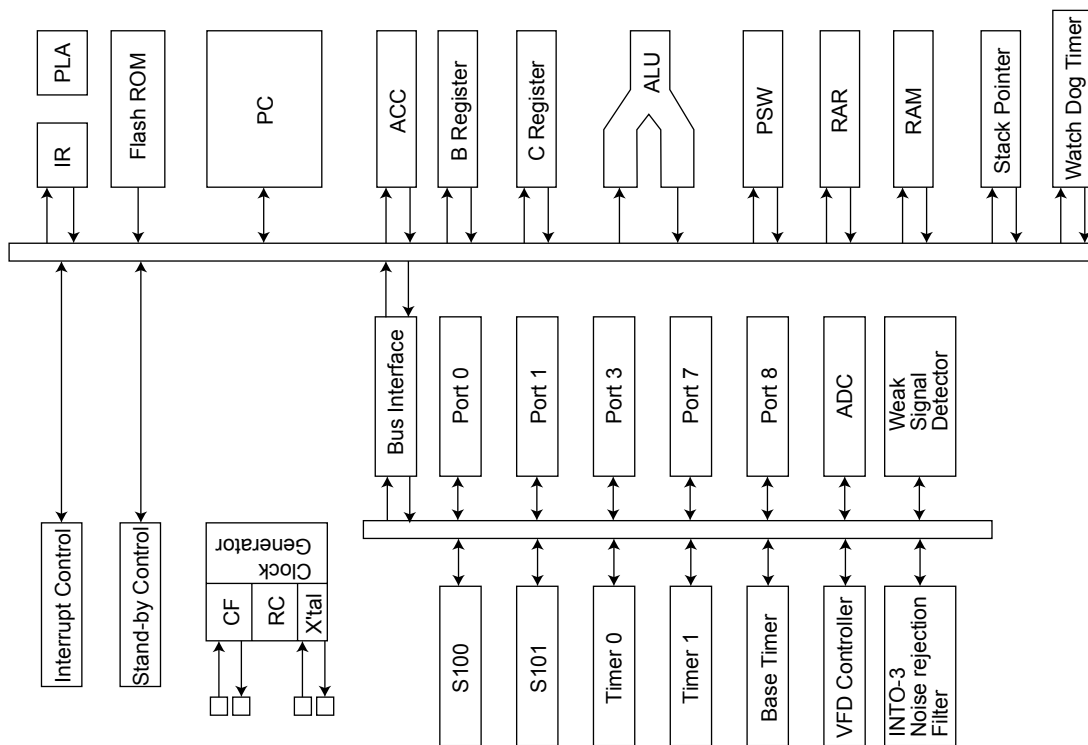 PLA
IR
Flash ROM
PC
ACC
B Register
C Register
ALU
PSW
RAR
RAM
Stack Pointer
Watch Dog Timer
Interrupt Control
Stand-by Control
Clock
Generator
CF
RC
X'tal
Bus Interface
Port 0
Port 1
Port 3
Port 7
Port 8
ADC
Weak
Signal
Detector
S100
S101
Timer 0
Timer 1
Base Timer
VFD Controller
INTO-3
Noise rejection
Filter